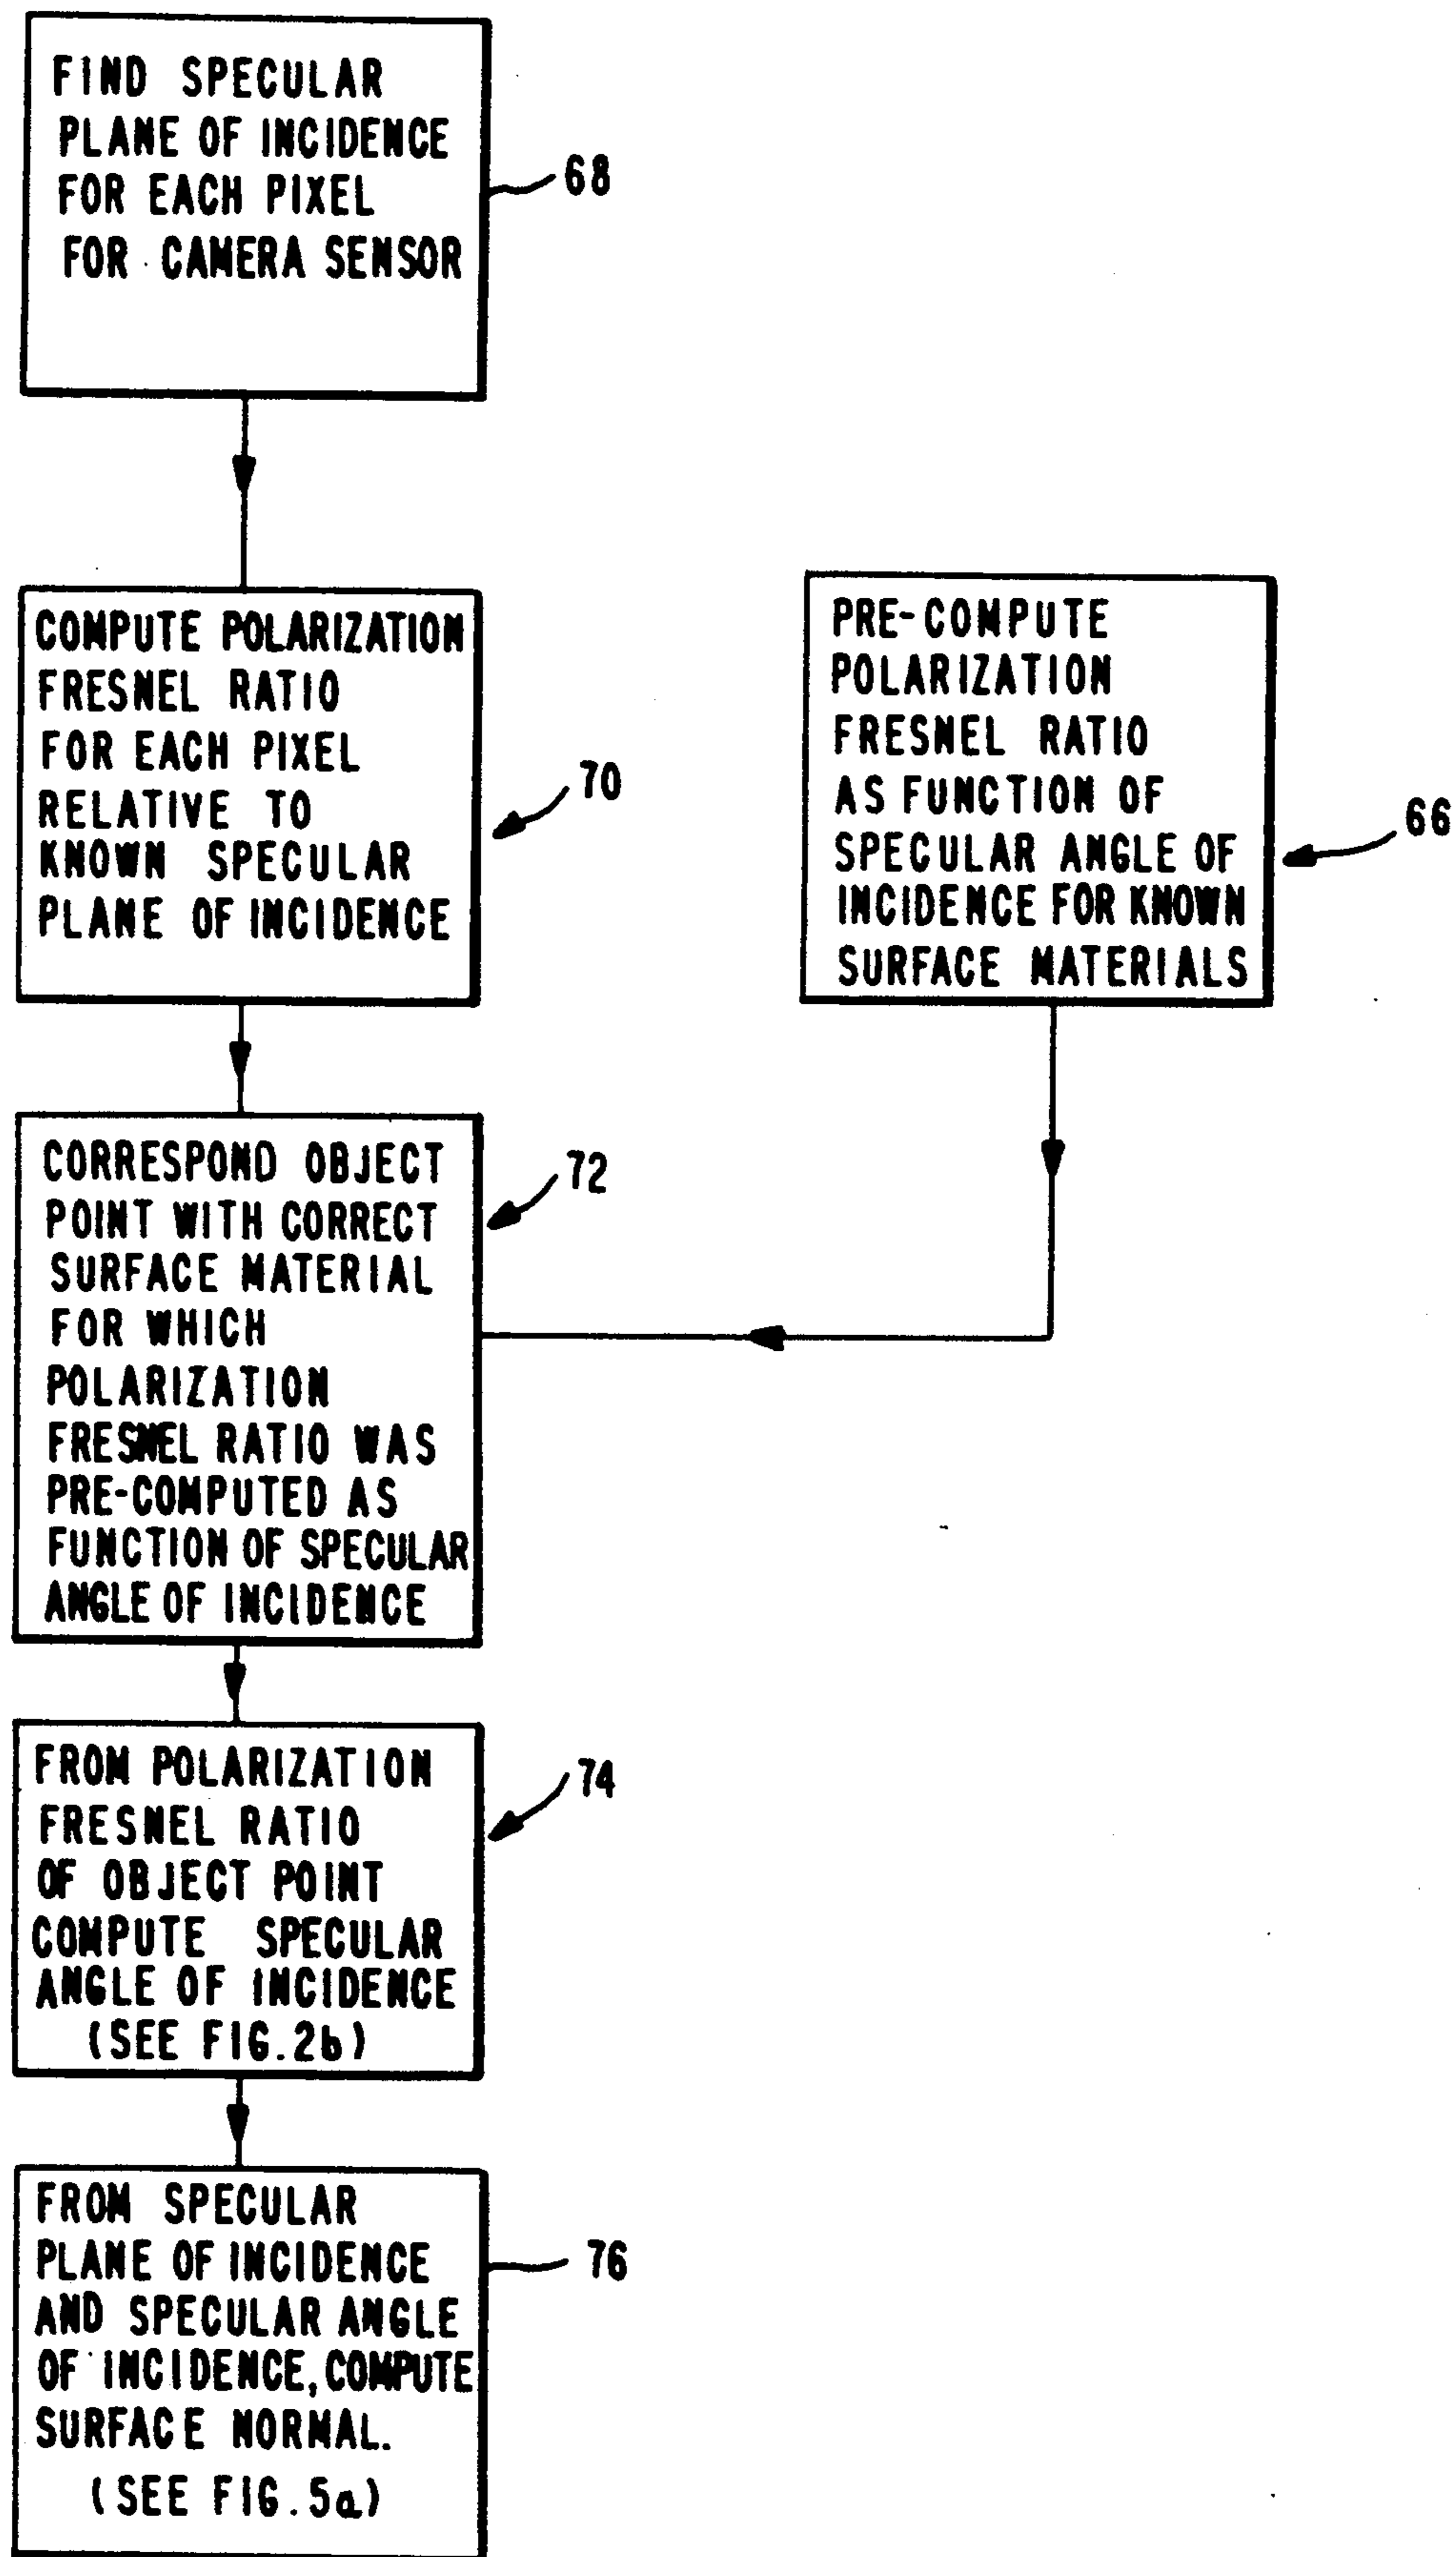 FIND SPECULAR
PLANE OF INCIDENCE
FOR EACH PIXEL
FOR CAMERA SENSOR
68
COMPUTE POLARIZATION
FRESNEL RATIO
FOR EACH PIXEL
RELATIVE TO
KNOWN SPECULAR
PLANE OF INCIDENCE
70
PRE-COMPUTE
POLARIZATION
FRESNEL RATIO
AS FUNCTION OF
SPECULAR ANGLE OF
INCIDENCE FOR KNOWN
SURFACE MATERIALS
66
CORRESPOND OBJECT
POINT WITH CORRECT
SURFACE MATERIAL
FOR WHICH
POLARIZATION
FRESNEL RATIO WAS
PRE-COMPUTED AS
FUNCTION OF SPECULAR
ANGLE OF INCIDENCE
72
FROM POLARIZATION
FRESNEL RATIO
OF OBJECT POINT
COMPUTE SPECULAR
ANGLE OF INCIDENCE
(SEE FIG.2b)
74
FROM SPECULAR
PLANE OF INCIDENCE
AND SPECULAR ANGLE
OF INCIDENCE, COMPUTE
SURFACE NORMAL.
(SEE FIG.5a)
76